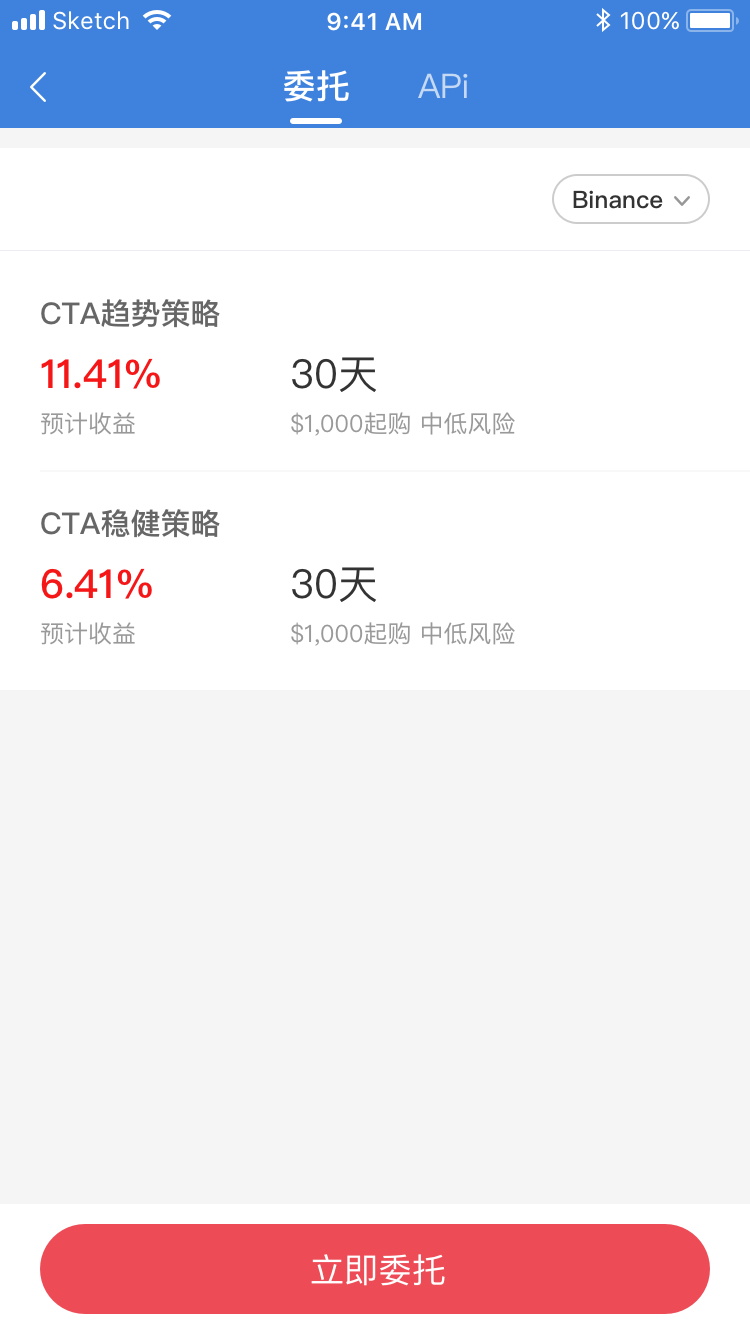 Sketch 9:41 AM 100%
委托 APi
Binance
CTA趋势策略
11.41% 30天
预计收益 $1,000起购 中低风险
CTA稳健策略
6.41% 30天
预计收益 $1,000起购 中低风险
立即委托